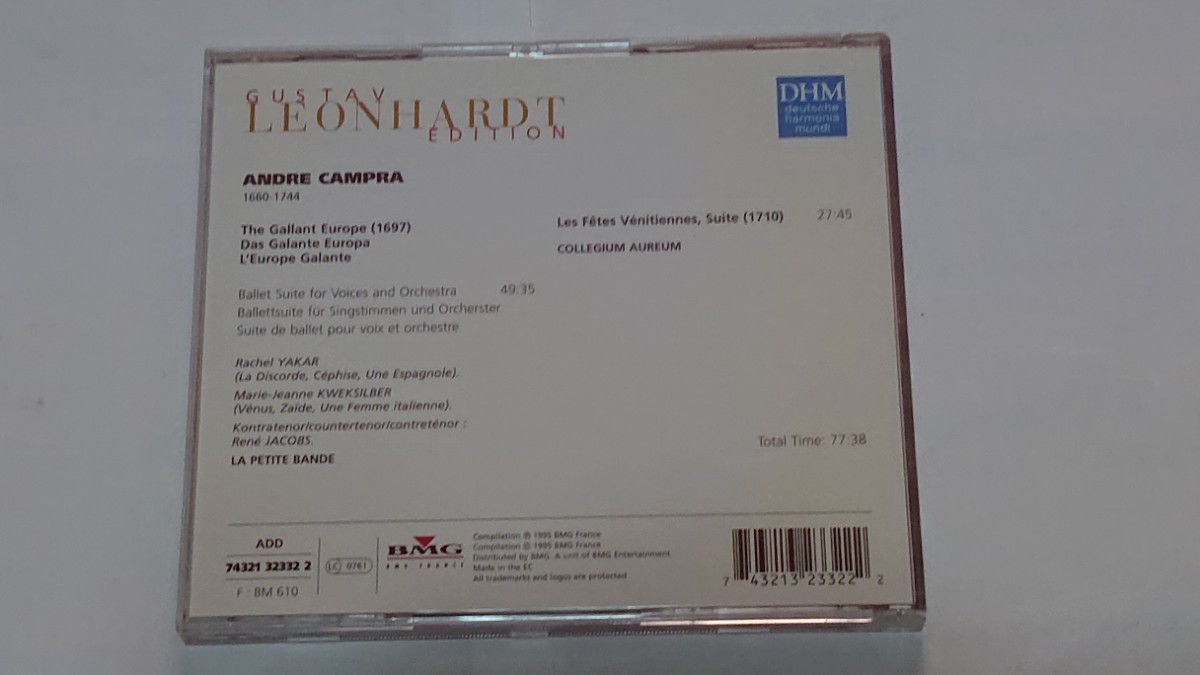 GUSTAV
LEONHARDT
EDITION
DHM
deutsche
harmonia
mundi
ANDRE CAMPRA
1660-1744
The Gallant Europe (1697)
Das Galante Europa
L'Europe Galante
Ballet Suite for Voices and Orchestra 49:35
Ballettsuite für Singstimmen und Orcherster
Suite de ballet pour voix et orchestre
Rachel YAKAR
(La Discorde, Céphise, Une Espagnole).
Marie-Jeanne KWEKSILBER
(Vénus, Zaïde, Une Femme italienne).
Kontratenor/countertenor/contreténor :
René JACOBS.
LA PETITE BANDE
Les Fêtes Vénitiennes, Suite (1710) 27:45
COLLEGIUM AUREUM
Total Time: 77:38
ADD
74321 32332 2
F : BM 610
LC 0761
BMG
BMG FRANCE
Compilation ℗ 1995 BMG France
Compilation © 1995 BMG France
Distributed by BMG. A unit of BMG Entertainment
Made in the EC
All trademarks and logos are protected
7 43213 23322 2